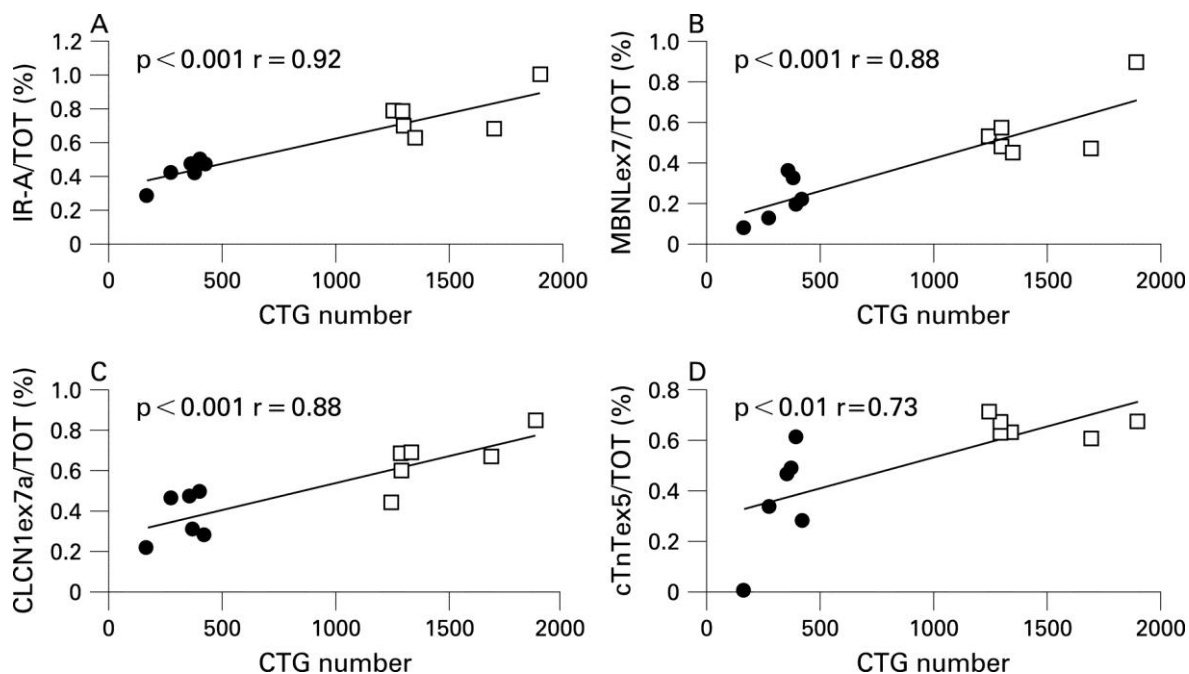 A
p < 0.001 r = 0.92
IR-A/TOT (%)
1.2
1.0
0.8
0.6
0.4
0.2
0
0 500 1000 1500 2000
CTG number
B
p < 0.001 r = 0.88
MBNLex7/TOT (%)
1.0
0.8
0.6
0.4
0.2
0
0 500 1000 1500 2000
CTG number
C
p < 0.001 r = 0.88
CLCN1ex7a/TOT (%)
1.0
0.8
0.6
0.4
0.2
0
0 500 1000 1500 2000
CTG number
D
p < 0.01 r=0.73
cTnTex5/TOT (%)
0.8
0.6
0.4
0.2
0
0 500 1000 1500 2000
CTG number